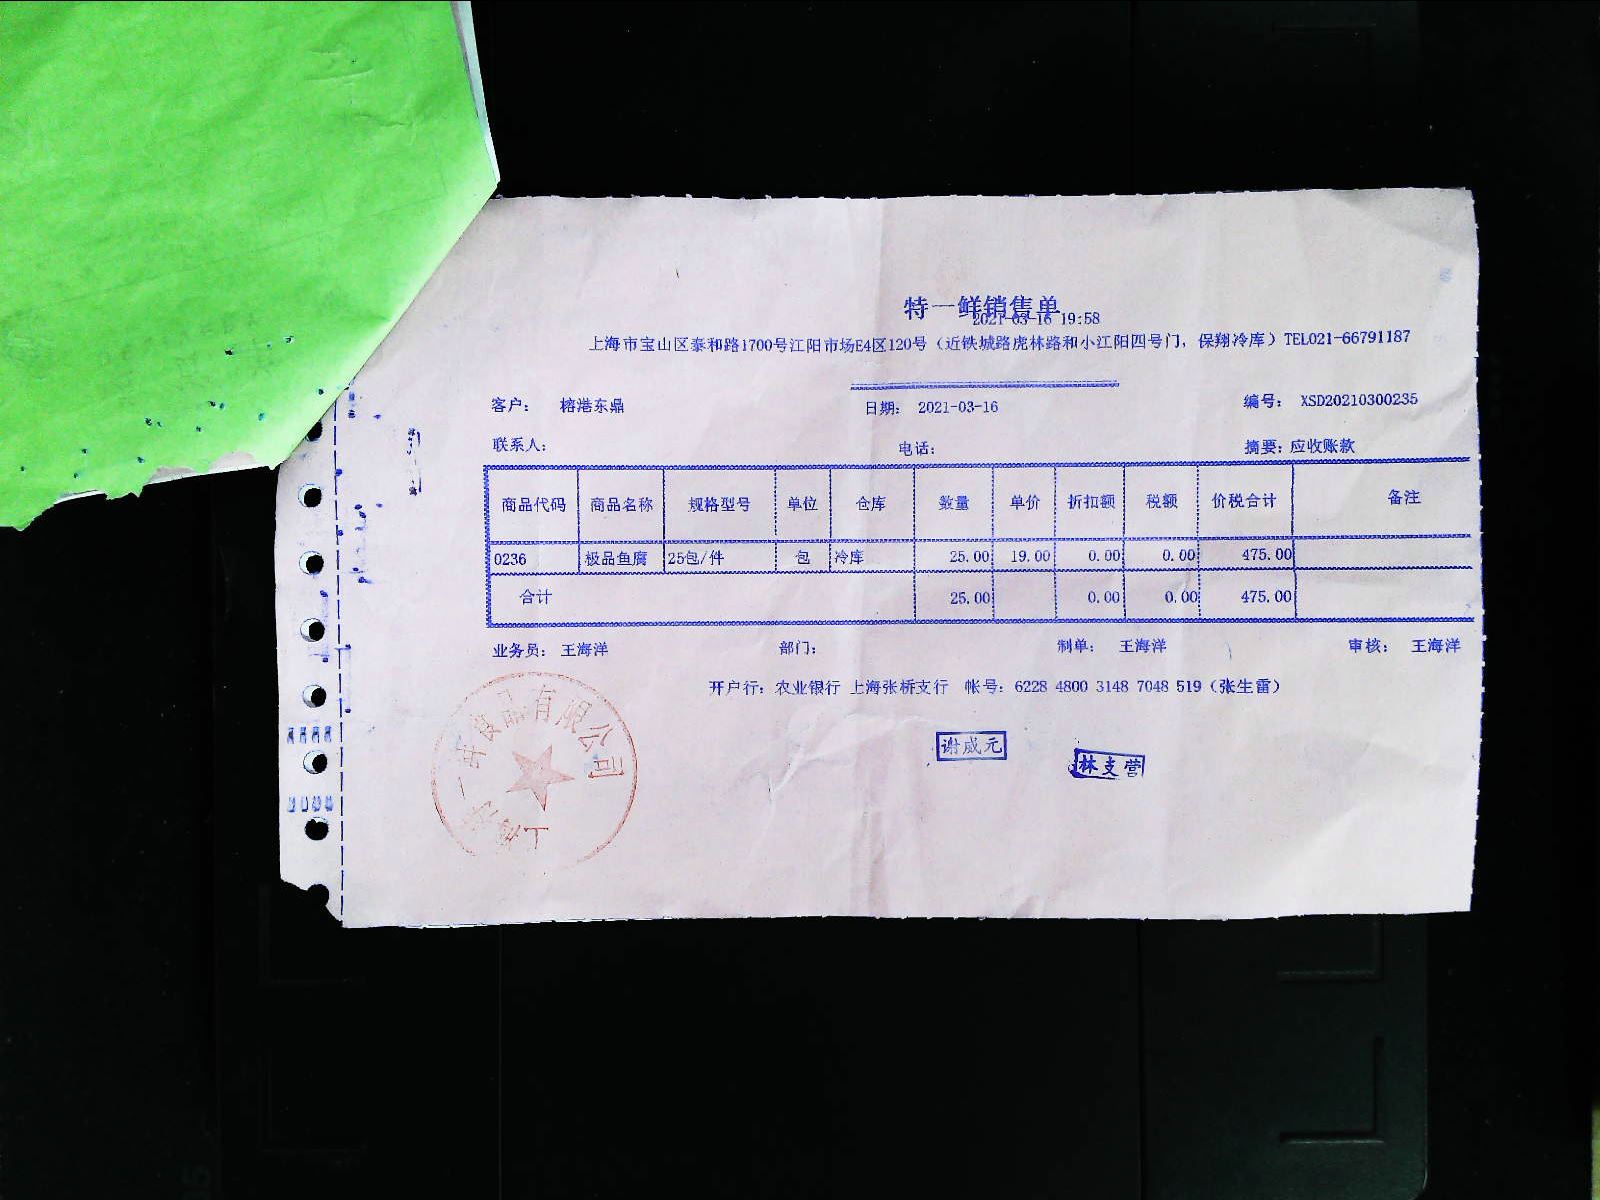 特一鲜销售单
2021-03-16 19:58
上海市宝山区泰和路1700号江阳市场E4区120号（近铁城路虎林路和小江阳四号门，保翔冷库）TEL021-66791187
客户： 榕港东鼎 日期： 2021-03-16 编号： XSD20210300235
联系人： 电话： 摘要：应收账款
商品代码 商品名称 规格型号 单位 仓库 数量 单价 折扣额 税额 价税合计 备注
0236 极品鱼腐 25包/件 包 冷库 25.00 19.00 0.00 0.00 475.00
合计 25.00 0.00 0.00 475.00
业务员： 王海洋 部门： 制单： 王海洋 审核： 王海洋
开户行：农业银行 上海张桥支行 帐号：6228 4800 3148 7048 519（张生雷）
谢成元
林支营
上海 一 食品有限公司